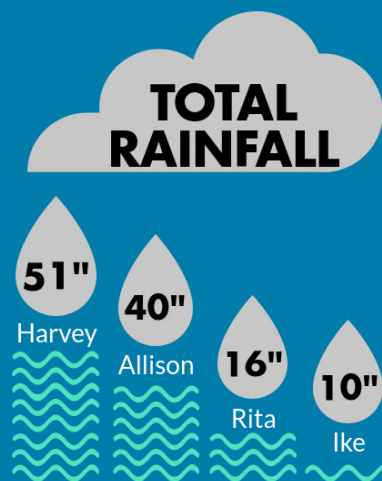 TOTAL
RAINFALL
51"
Harvey
40"
Allison
16"
Rita
10"
Ike